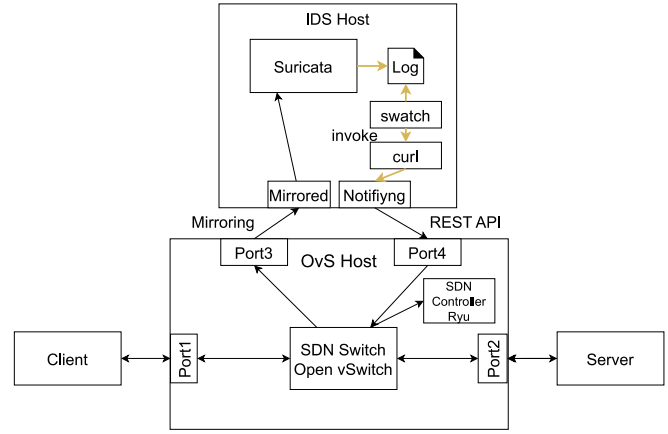 IDS Host
Suricata
Log
swatch
invoke
curl
Mirrored
Notifiyng
Mirroring
REST API
Port3
OvS Host
Port4
SDN
Controller
Ryu
Client
Port1
SDN Switch
Open vSwitch
Port2
Server